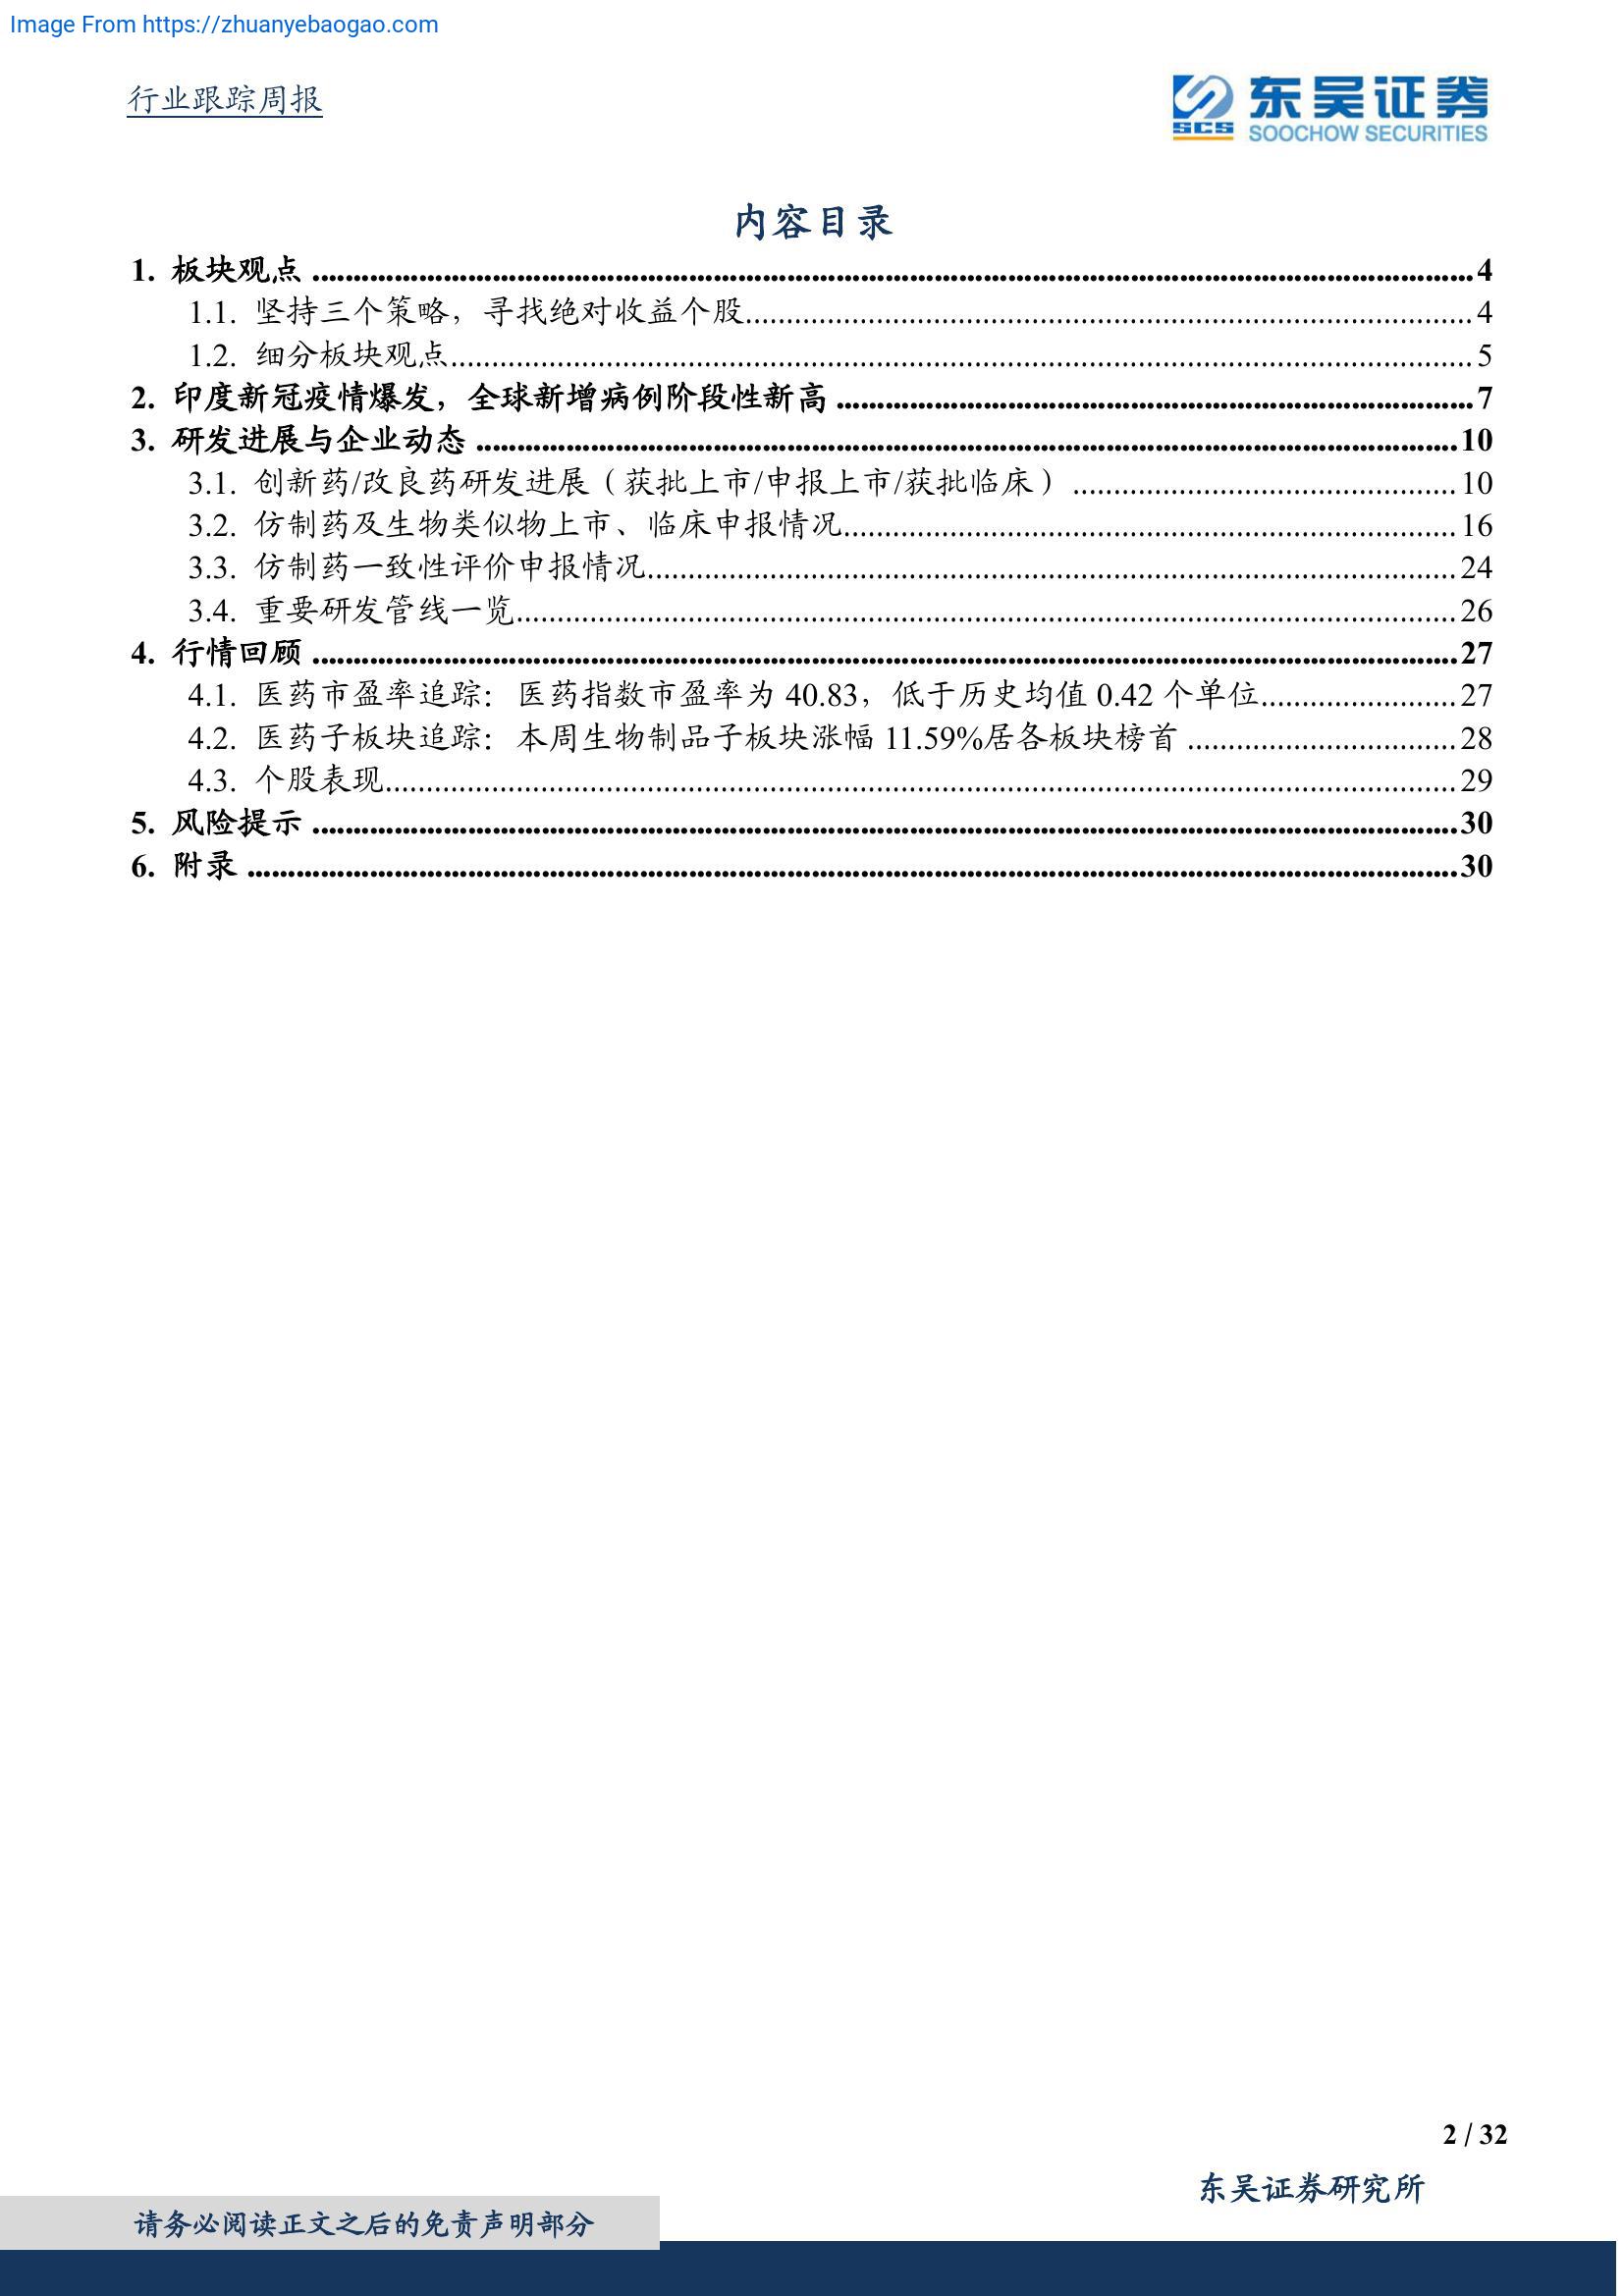 Image From https://zhuanyebaogao.com
行业跟踪周报
SCS 东吴证券
SOOCHOW SECURITIES
内容目录
1. 板块观点 ........ 4
1.1. 坚持三个策略，寻找绝对收益个股........ 4
1.2. 细分板块观点........ 5
2. 印度新冠疫情爆发，全球新增病例阶段性新高 ........ 7
3. 研发进展与企业动态 ........ 10
3.1. 创新药/改良药研发进展（获批上市/申报上市/获批临床） ........ 10
3.2. 仿制药及生物类似物上市、临床申报情况........ 16
3.3. 仿制药一致性评价申报情况........ 24
3.4. 重要研发管线一览........ 26
4. 行情回顾 ........ 27
4.1. 医药市盈率追踪：医药指数市盈率为 40.83，低于历史均值 0.42 个单位........ 27
4.2. 医药子板块追踪：本周生物制品子板块涨幅 11.59%居各板块榜首 ........ 28
4.3. 个股表现........ 29
5. 风险提示 ........ 30
6. 附录 ........ 30
2 / 32
东吴证券研究所
请务必阅读正文之后的免责声明部分